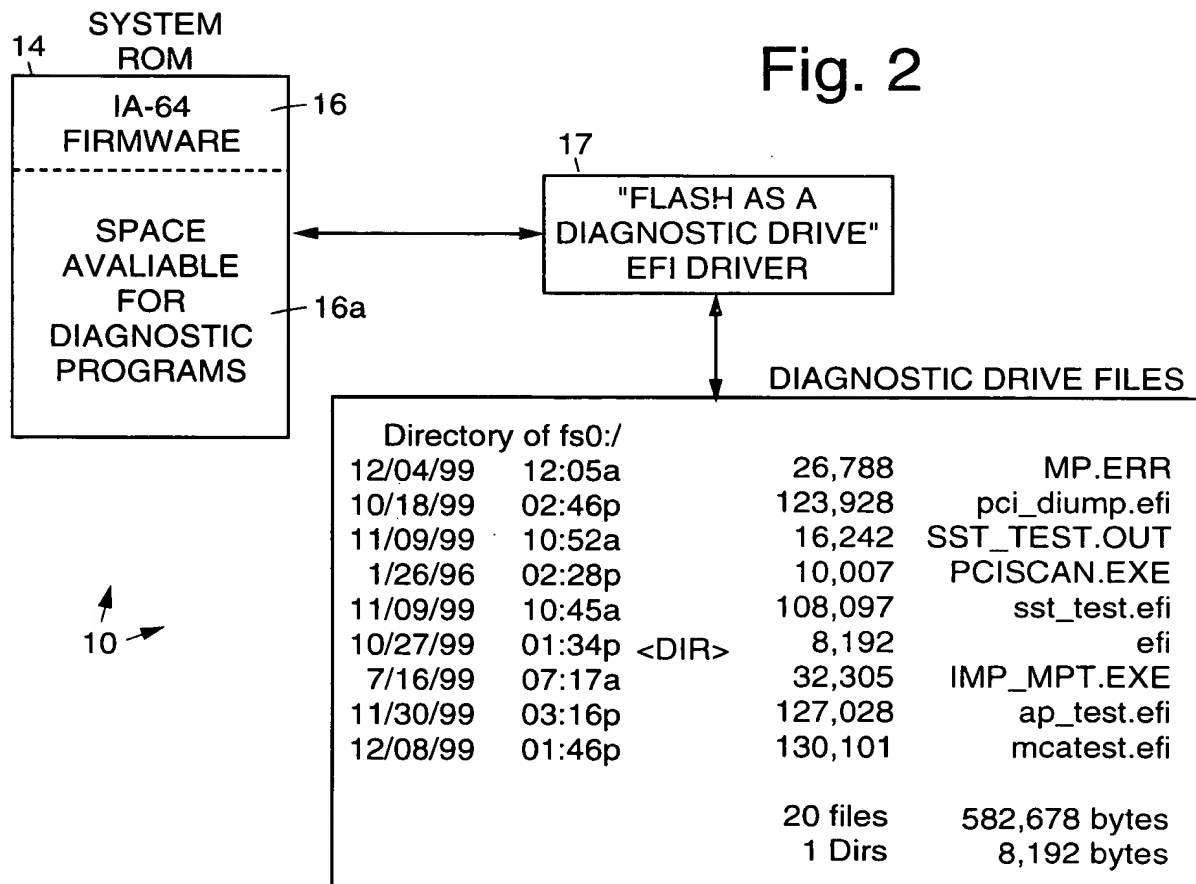 SYSTEM
ROM
14
Fig. 2
IA-64
FIRMWARE
16
17
"FLASH AS A
DIAGNOSTIC DRIVE"
EFI DRIVER
SPACE
AVALIABLE
FOR
DIAGNOSTIC
PROGRAMS
16a
DIAGNOSTIC DRIVE FILES
Directory of fs0:/
12/04/99 12:05a 26,788 MP.ERR
10/18/99 02:46p 123,928 pci_diump.efi
11/09/99 10:52a 16,242 SST_TEST.OUT
1/26/96 02:28p 10,007 PCISCAN.EXE
11/09/99 10:45a 108,097 sst_test.efi
10/27/99 01:34p <DIR> 8,192 efi
7/16/99 07:17a 32,305 IMP_MPT.EXE
11/30/99 03:16p 127,028 ap_test.efi
12/08/99 01:46p 130,101 mcatest.efi
20 files 582,678 bytes
1 Dirs 8,192 bytes
10